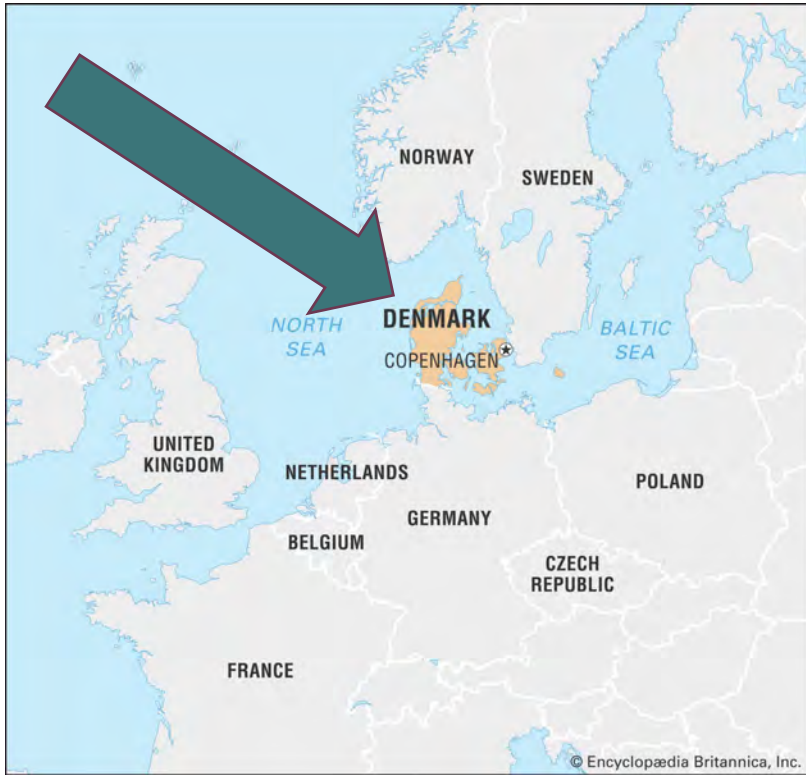 NORWAY
SWEDEN
NORTH
SEA
DENMARK
COPENHAGEN
BALTIC
SEA
UNITED
KINGDOM
NETHERLANDS
POLAND
GERMANY
BELGIUM
CZECH
REPUBLIC
FRANCE
© Encyclopædia Britannica, Inc.